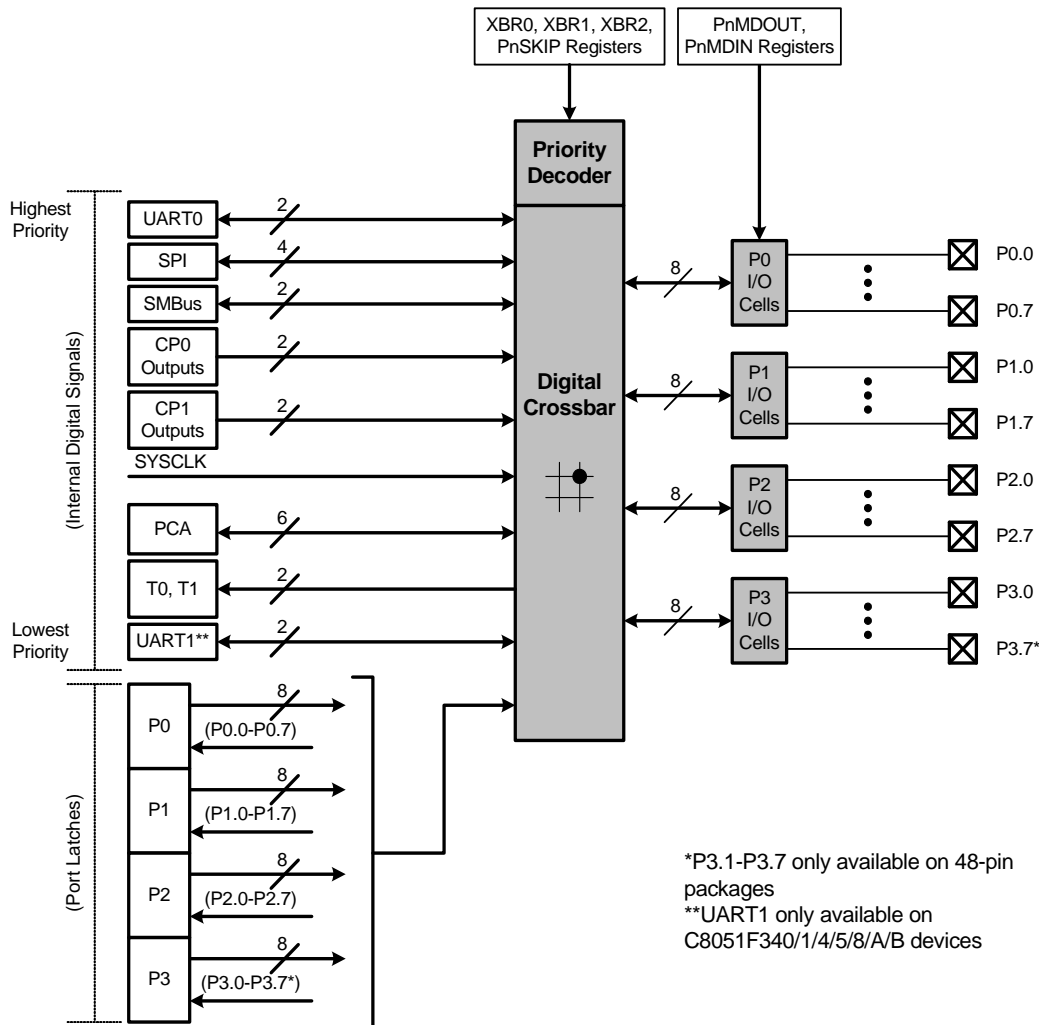 XBR0, XBR1, XBR2,
PnSKIP Registers
PnMDOUT,
PnMDIN Registers
Priority
Decoder
Highest
Priority
(Internal Digital Signals)
UART0
2
SPI
4
SMBus
2
CP0
Outputs
2
CP1
Outputs
2
SYSCLK
PCA
6
T0, T1
2
Lowest
Priority
UART1**
2
Digital
Crossbar
8
P0
I/O
Cells
P0.0
P0.7
8
P1
I/O
Cells
P1.0
P1.7
8
P2
I/O
Cells
P2.0
P2.7
8
P3
I/O
Cells
P3.0
P3.7*
(Port Latches)
P0
8
(P0.0-P0.7)
P1
8
(P1.0-P1.7)
P2
8
(P2.0-P2.7)
P3
8
(P3.0-P3.7*)
*P3.1-P3.7 only available on 48-pin
packages
**UART1 only available on
C8051F340/1/4/5/8/A/B devices